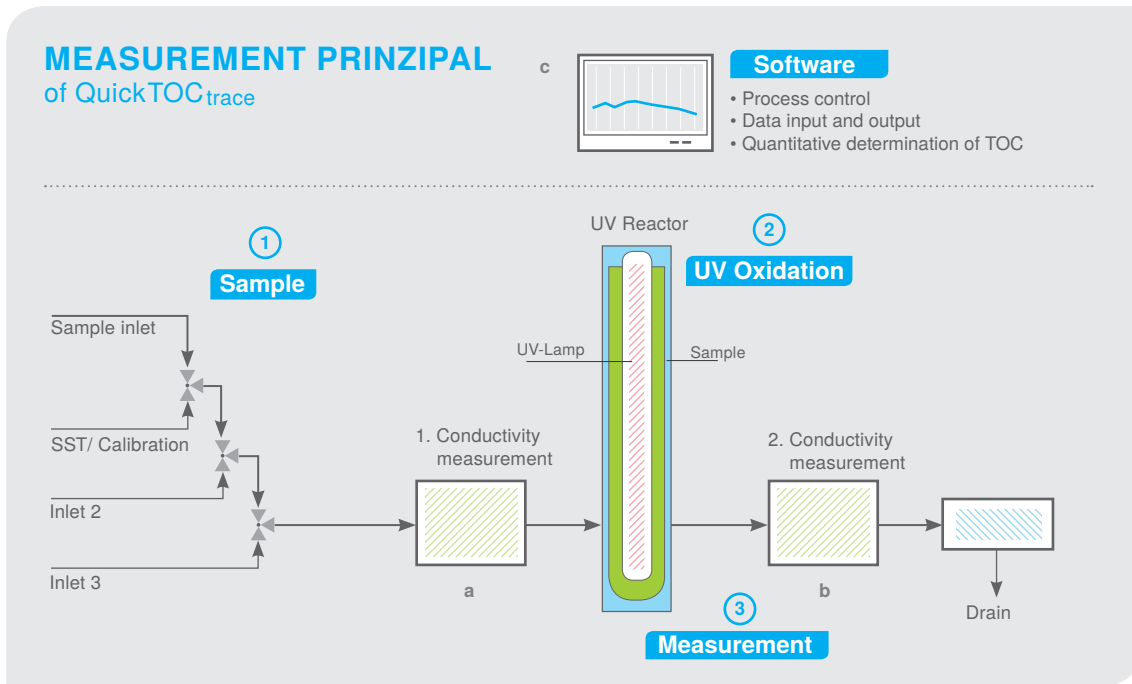 MEASUREMENT PRINZIPAL
of QuickTOCtrace
c
Software
• Process control
• Data input and output
• Quantitative determination of TOC
1
Sample
UV Reactor
2
UV Oxidation
Sample inlet
SST/ Calibration
Inlet 2
Inlet 3
UV-Lamp
Sample
1. Conductivity
measurement
a
2. Conductivity
measurement
b
3
Measurement
Drain